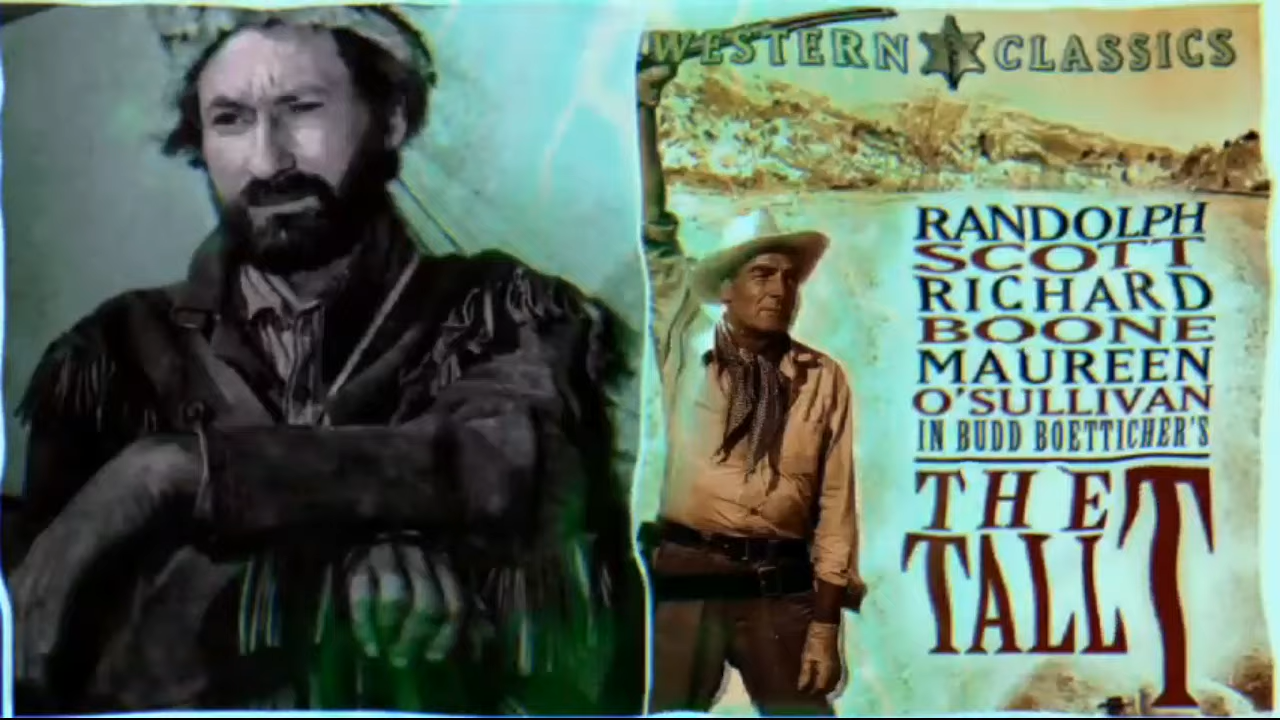 WESTERN CLASSICS
RANDOLPH
SCOTT
RICHARD
BOONE
MAUREEN
O'SULLIVAN
IN BUDD BOETTICHER'S
THE
TALL T